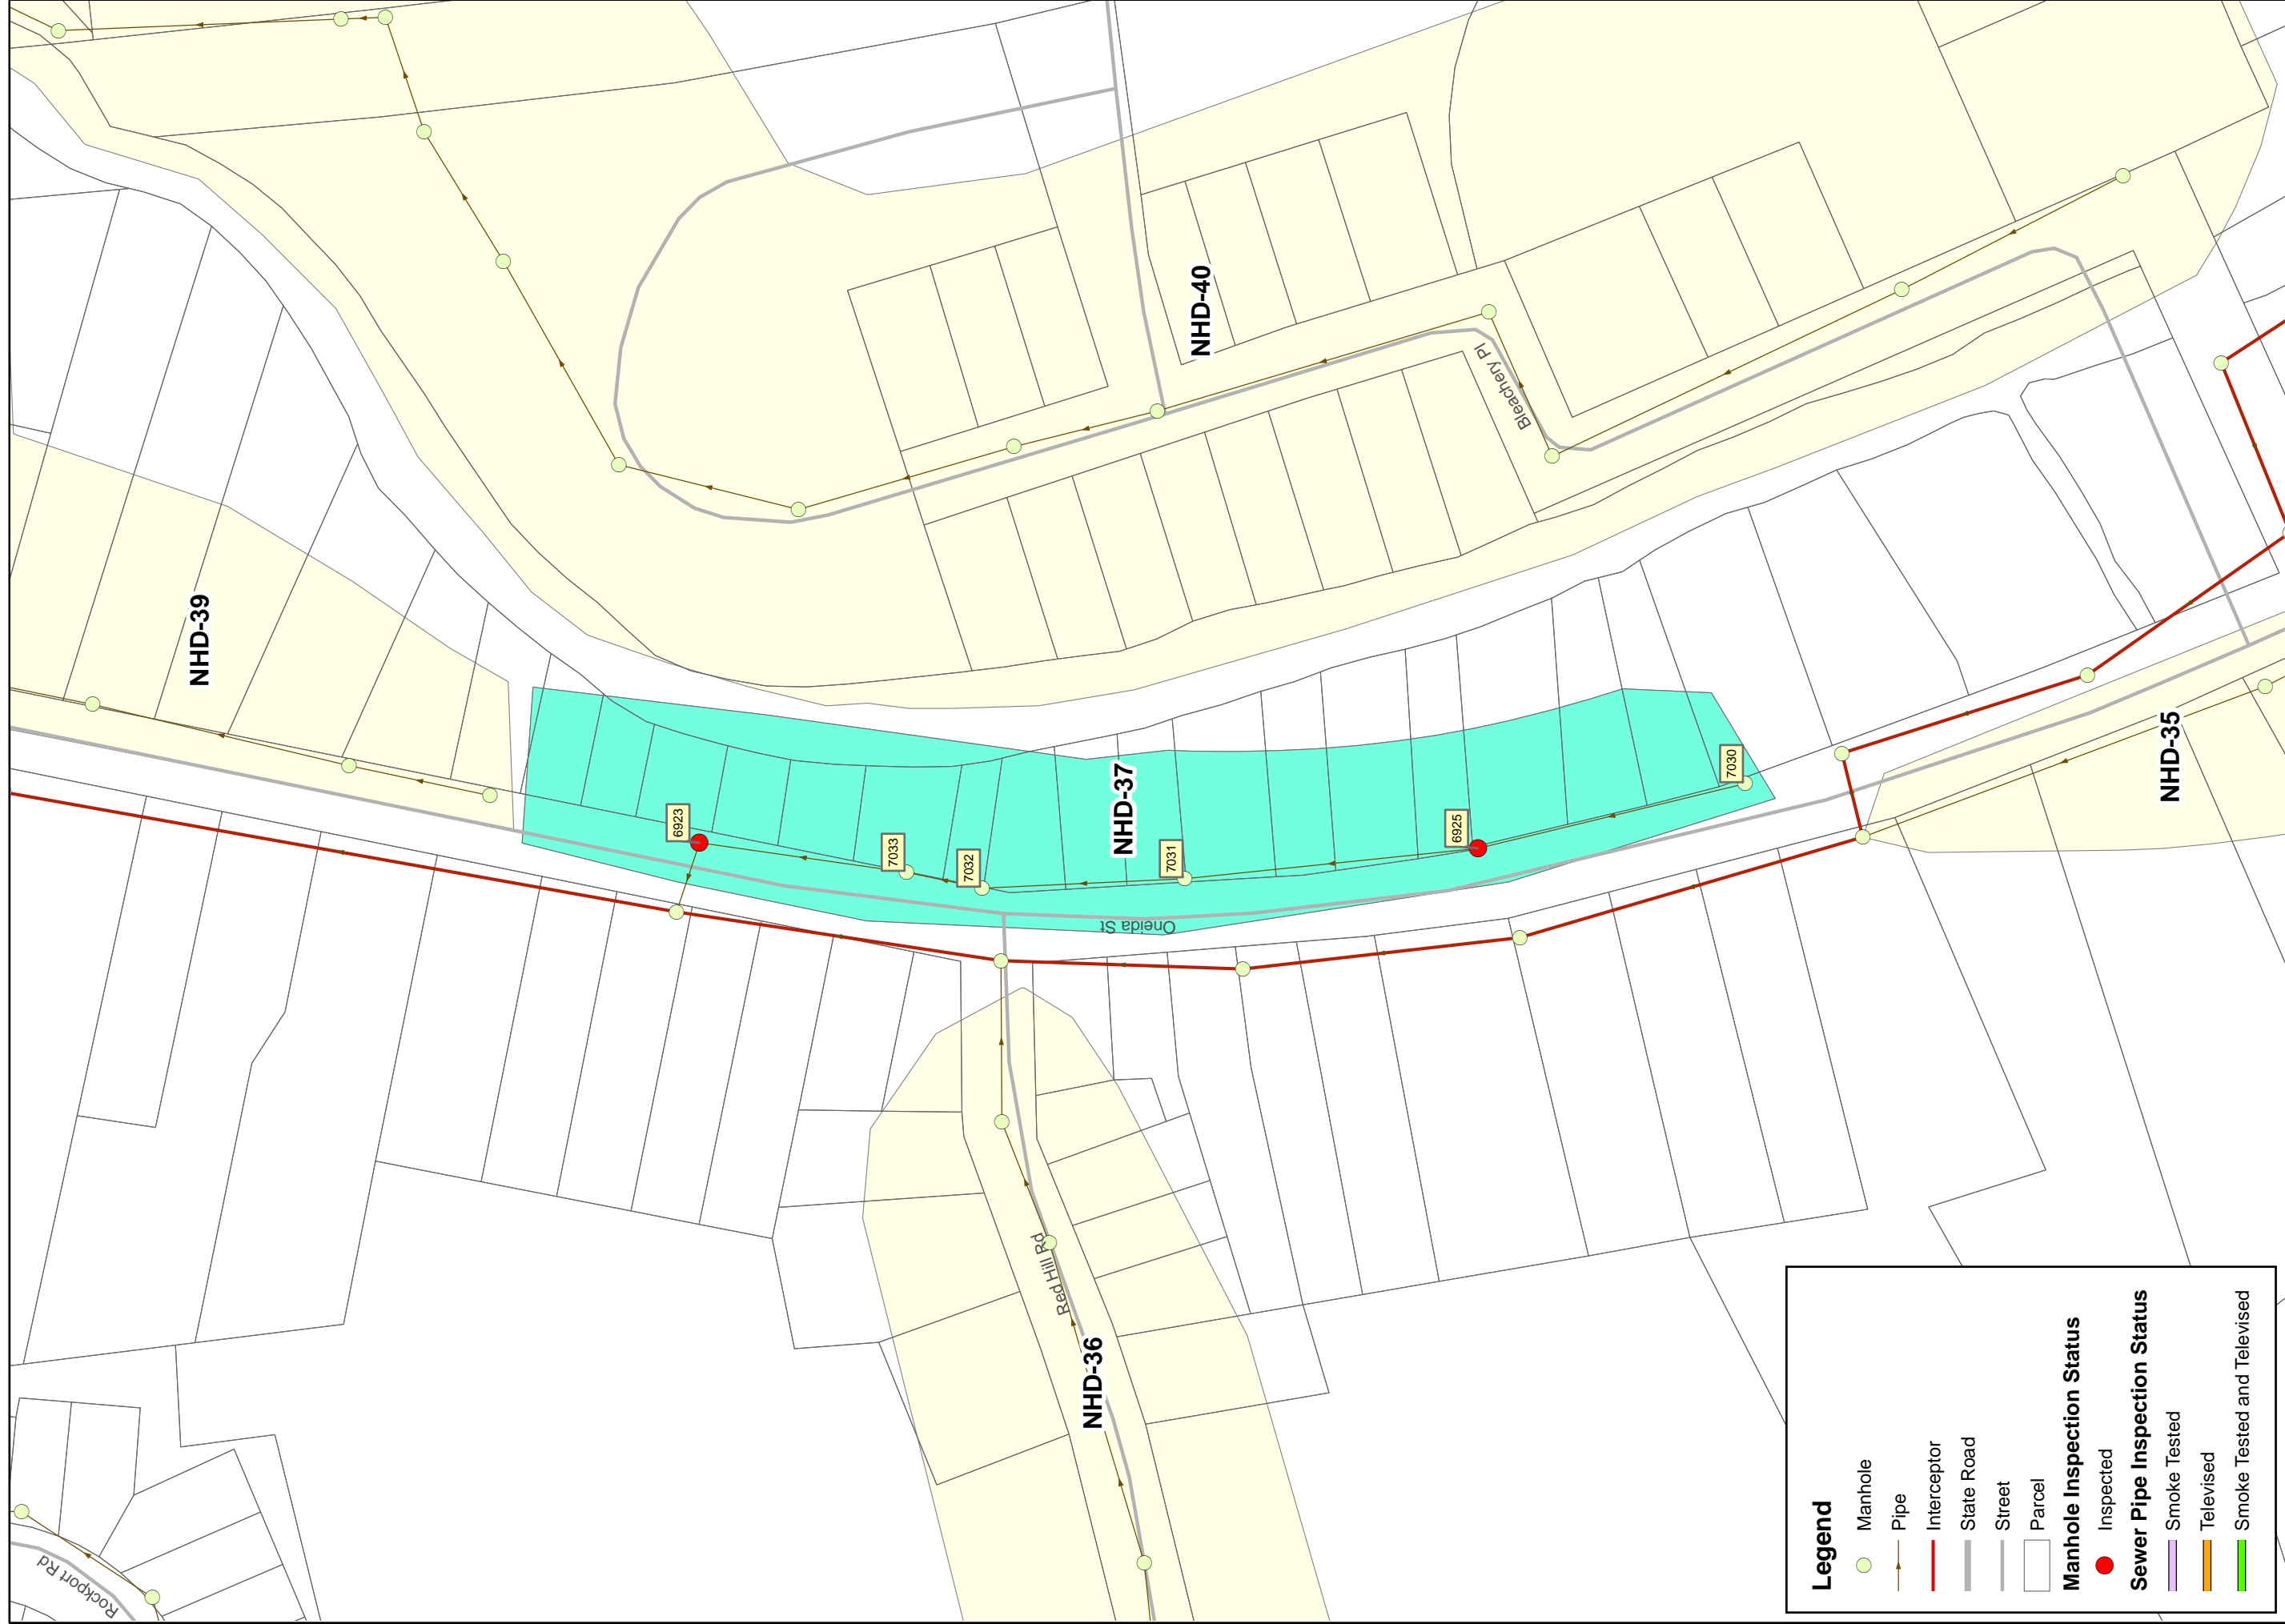 NHD-39
NHD-40
Bleachery Pl
NHD-35
NHD-37
6923
7033
7032
7031
6925
7030
Oneida St
Red Hill Rd
NHD-36
Rockport Rd
Legend
Manhole
Pipe
Interceptor
State Road
Street
Parcel
Manhole Inspection Status
Inspected
Sewer Pipe Inspection Status
Smoke Tested
Televised
Smoke Tested and Televised